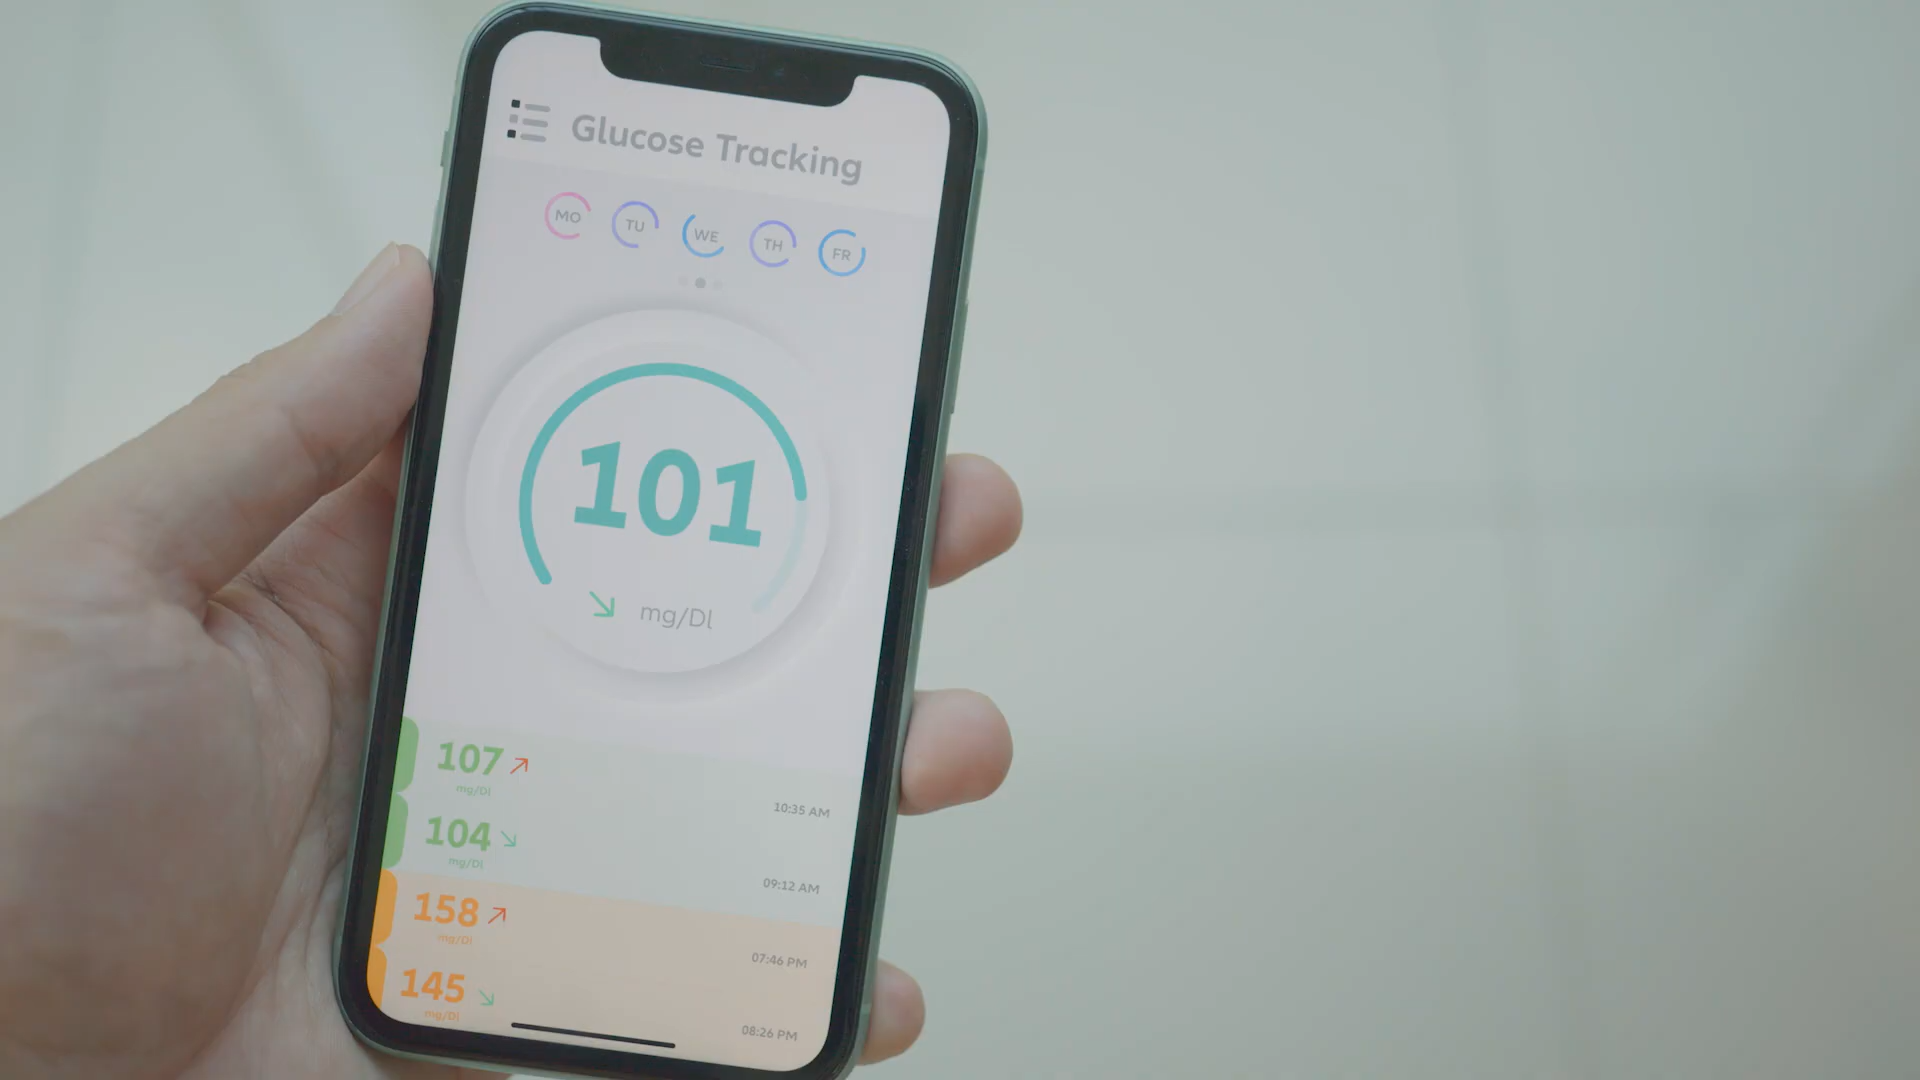 Glucose Tracking
MO TU WE TH FR
101
mg/Dl
107
mg/Dl
10:35 AM
104
mg/Dl
09:12 AM
158
mg/Dl
07:46 PM
145
mg/Dl
08:26 PM